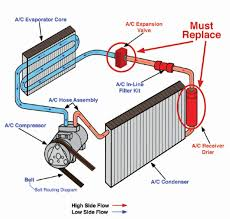 A/C Evaporator Core
A/C Expansion
Valve
Must
Replace
A/C In-Line
Filter Kit
A/C Hose Assembly
A/C Compressor
A/C Receiver
Drier
Belt
Belt Routing Diagram
A/C Condenser
High Side Flow
Low Side Flow